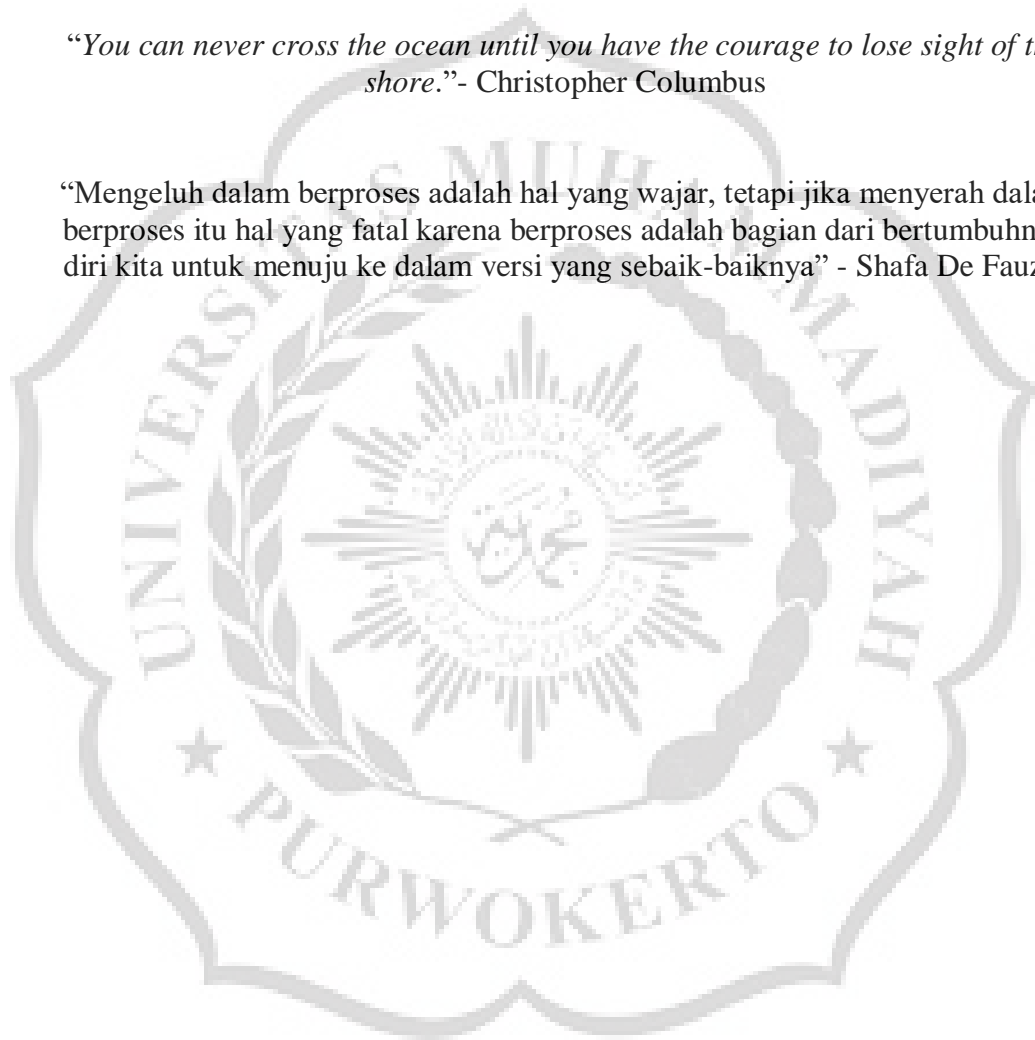 “You can never cross the ocean until you have the courage to lose sight of
shore.”- Christopher Columbus
“Mengeluh dalam berproses adalah hal yang wajar, tetapi jika menyerah
berproses itu hal yang fatal karena berproses adalah bagian dari
diri kita untuk menuju ke dalam versi yang sebaik-baiknya” - Shafa De
UNIVERSITAS MUHAMMADIYAH
PURWOKERTO